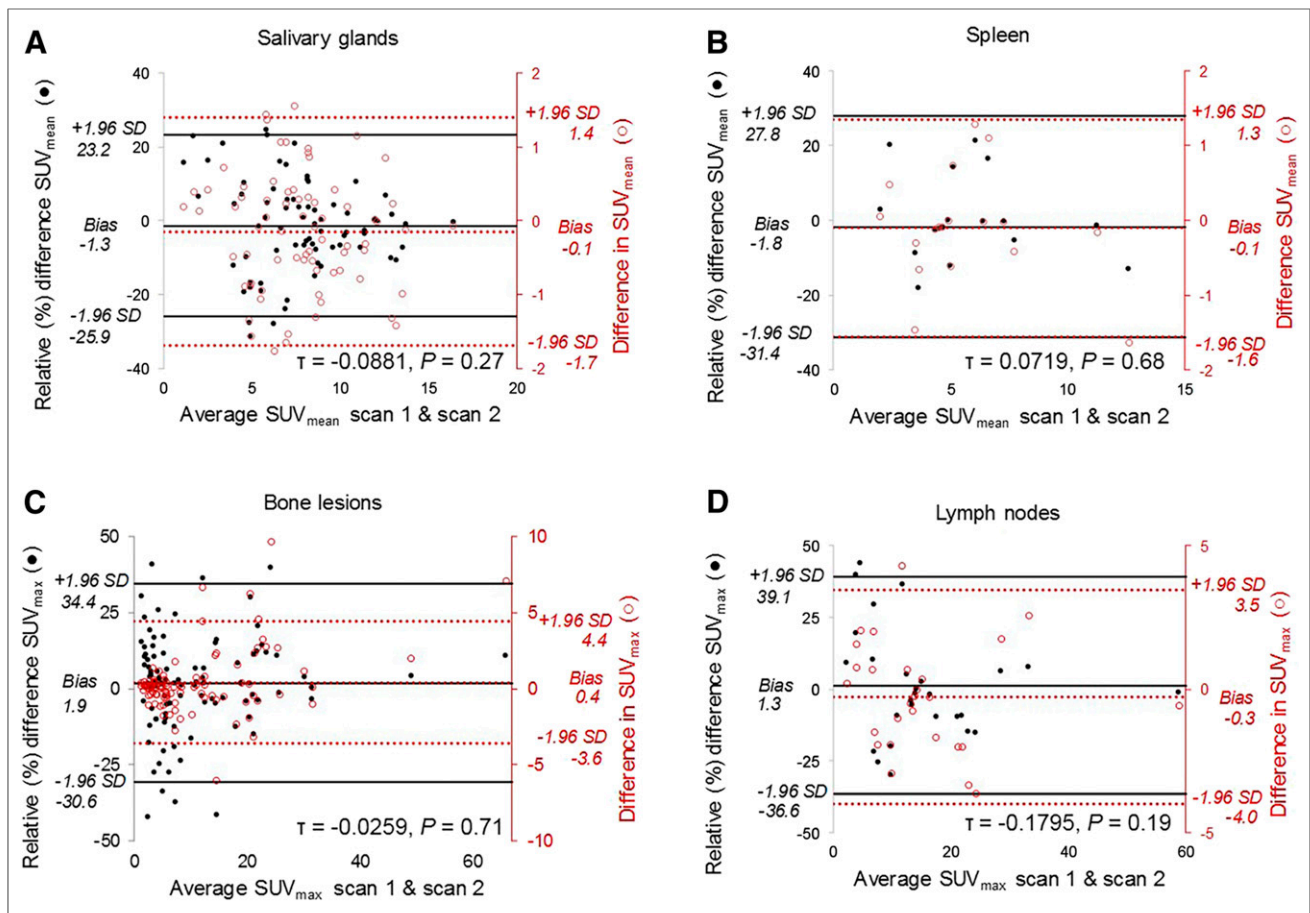 A
Salivary glands
Relative (%) difference SUVmean (●)
40
20
0
-20
-40
+1.96 SD
23.2
Bias
-1.3
-1.96 SD
-25.9
2
1
0
-1
-2
+1.96 SD
1.4
Bias
-0.1
-1.96 SD
-1.7
Difference in SUVmean (○)
τ = -0.0881, P = 0.27
0 5 10 15 20
Average SUVmean scan 1 & scan 2
B
Spleen
Relative (%) difference SUVmean (●)
40
20
0
-20
-40
+1.96 SD
27.8
Bias
-1.8
-1.96 SD
-31.4
2
1
0
-1
-2
+1.96 SD
1.3
Bias
-0.1
-1.96 SD
-1.6
Difference SUVmean (○)
τ = 0.0719, P = 0.68
0 5 10 15
Average SUVmean scan 1 & scan 2
C
Bone lesions
Relative (%) difference SUVmax (●)
50
25
0
-25
-50
+1.96 SD
34.4
Bias
1.9
-1.96 SD
-30.6
10
5
0
-5
-10
+1.96 SD
4.4
Bias
0.4
-1.96 SD
-3.6
Difference in SUVmax (○)
τ = -0.0259, P = 0.71
0 20 40 60
Average SUVmax scan 1 & scan 2
D
Lymph nodes
Relative (%) difference SUVmax (●)
50
25
0
-25
-50
+1.96 SD
39.1
Bias
1.3
-1.96 SD
-36.6
5
0
-5
+1.96 SD
3.5
Bias
-0.3
-1.96 SD
-4.0
Difference in SUVmax (○)
τ = -0.1795, P = 0.19
0 20 40 60
Average SUVmax scan 1 & scan 2